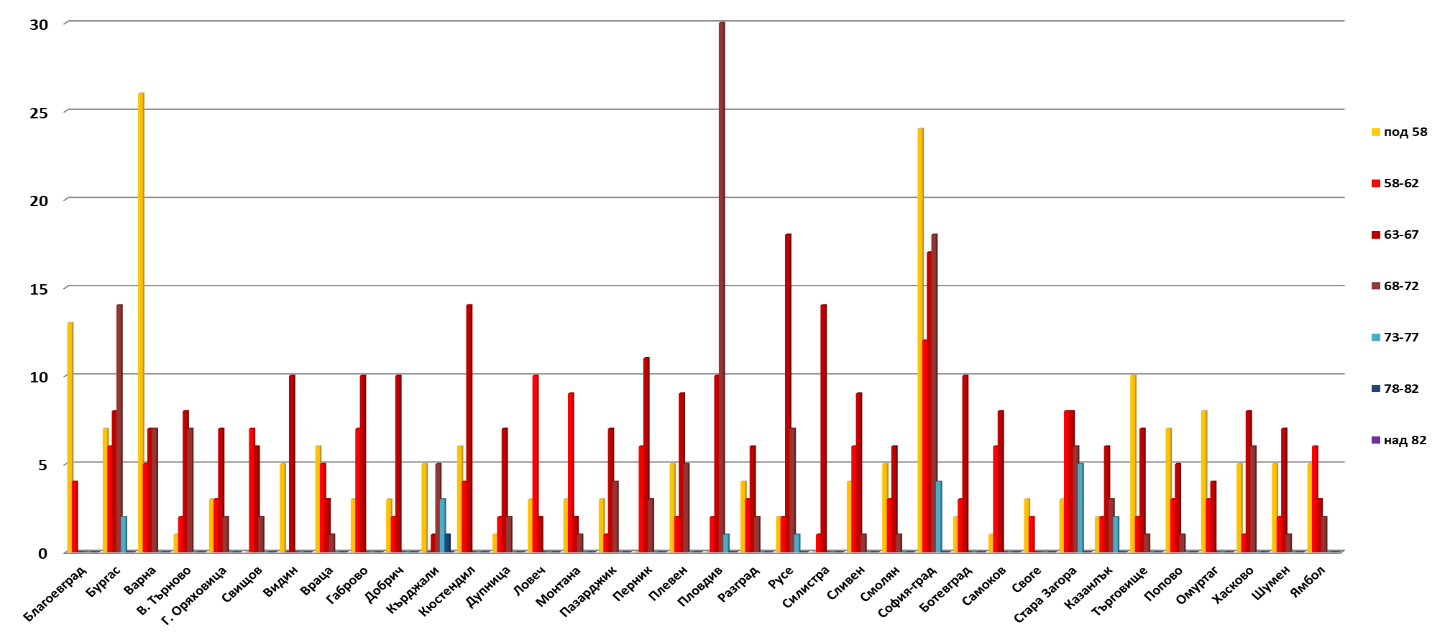 30
25
20
15
10
5
0
под 58
58-62
63-67
68-72
73-77
78-82
над 82
Благоевград
Бургас
Варна
В. Търново
Г. Оряховица
Свищов
Видин
Враца
Габрово
Добрич
Кърджали
Кюстендил
Дупница
Ловеч
Монтана
Пазарджик
Перник
Плевен
Пловдив
Разград
Русе
Силистра
Сливен
Смолян
София-град
Ботевград
Самоков
Своге
Стара Загора
Казанлък
Търговище
Попово
Омуртаг
Хасково
Шумен
Ямбол